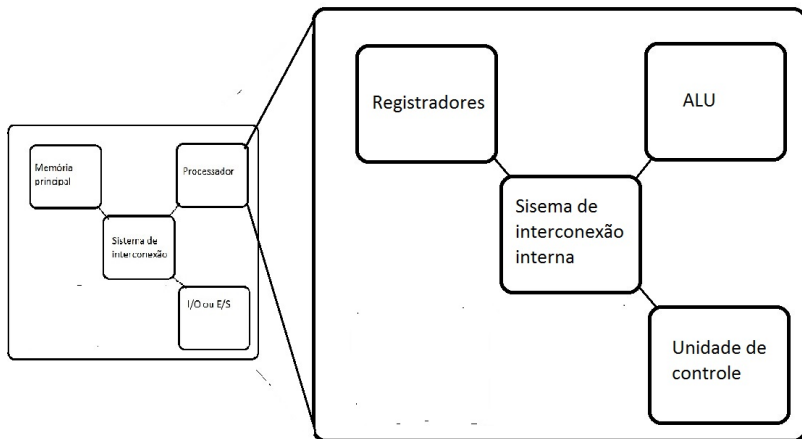 Memória
principal
Processador
Sistema de
interconexão
I/O ou E/S
Registradores
ALU
Sisema de
interconexão
interna
Unidade de
controle